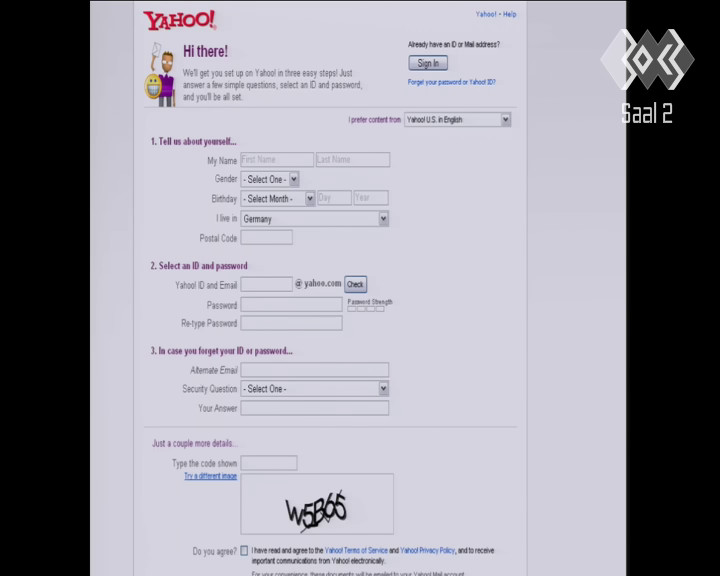 YAHOO!
Yahoo! - Help
Hi there!
We'll get you set up on Yahoo! in three easy steps! Just
answer a few simple questions, select an ID and password,
and you'll be all set.
Already have an ID or Mail address?
Sign In
Forget your password or Yahoo! ID?
Saal 2
I prefer content from Yahoo! U.S. in English
1. Tell us about yourself...
My Name First Name Last Name
Gender - Select One -
Birthday - Select Month - Day Year
I live in Germany
Postal Code
2. Select an ID and password
Yahoo! ID and Email @ yahoo.com Check
Password Password Strength
Re-type Password
3. In case you forget your ID or password...
Alternate Email
Security Question - Select One -
Your Answer
Just a couple more details...
Type the code shown
Try a different image
W5B65
Do you agree? I have read and agree to the Yahoo! Terms of Service and Yahoo! Privacy Policy, and to receive
important communications from Yahoo! electronically.
For your convenience, these documents will be emailed to your Yahoo! Mail account.